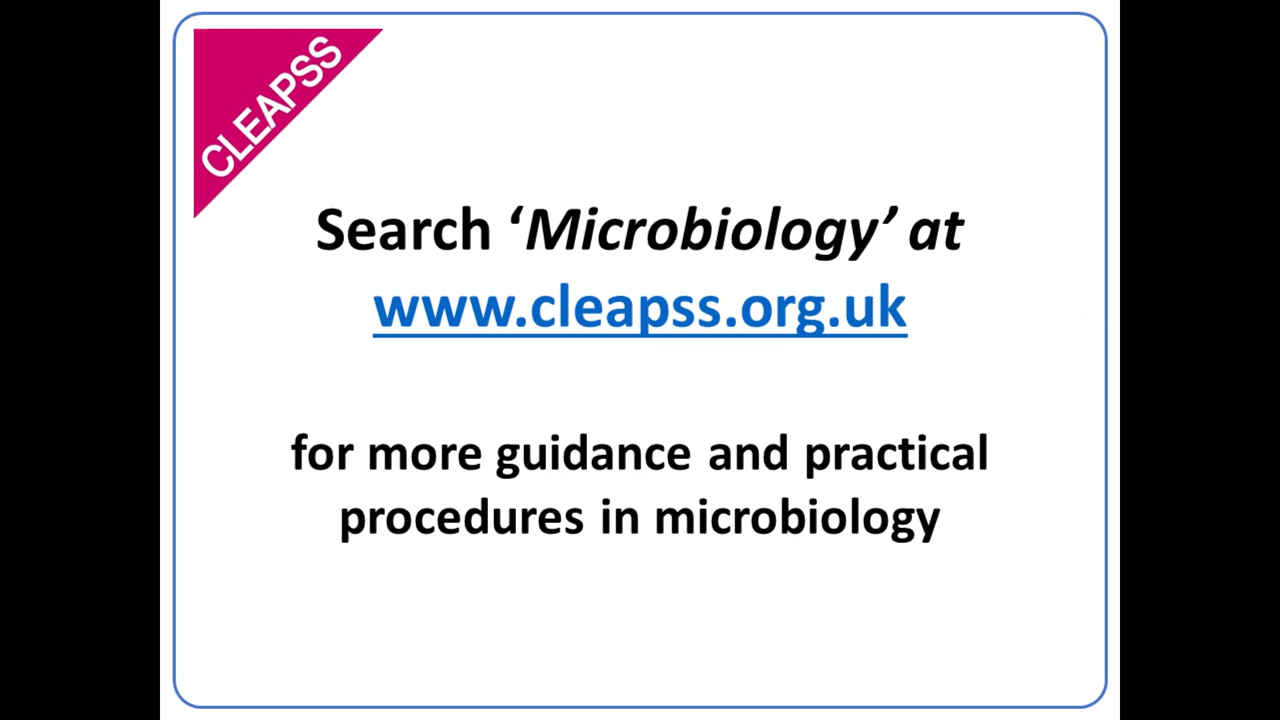 CLEAPSS
Search ‘Microbiology’ at
www.cleapss.org.uk
for more guidance and practical
procedures in microbiology